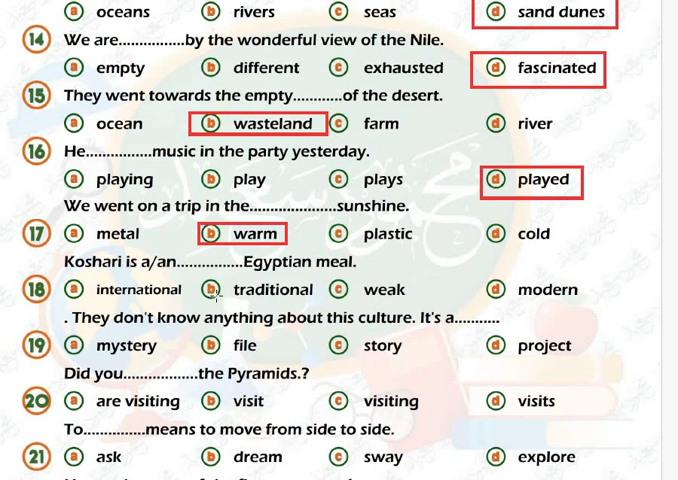 a oceans b rivers c seas d sand dunes
14 We are................by the wonderful view of the Nile.
a empty b different c exhausted d fascinated
15 They went towards the empty............of the desert.
a ocean b wasteland c farm d river
16 He................music in the party yesterday.
a playing b play c plays d played
We went on a trip in the.....................sunshine.
17 a metal b warm c plastic d cold
Koshari is a/an................Egyptian meal.
18 a international b traditional c weak d modern
. They don't know anything about this culture. It's a...........
19 a mystery b file c story d project
Did you..................the Pyramids.?
20 a are visiting b visit c visiting d visits
To...............means to move from side to side.
21 a ask b dream c sway d explore